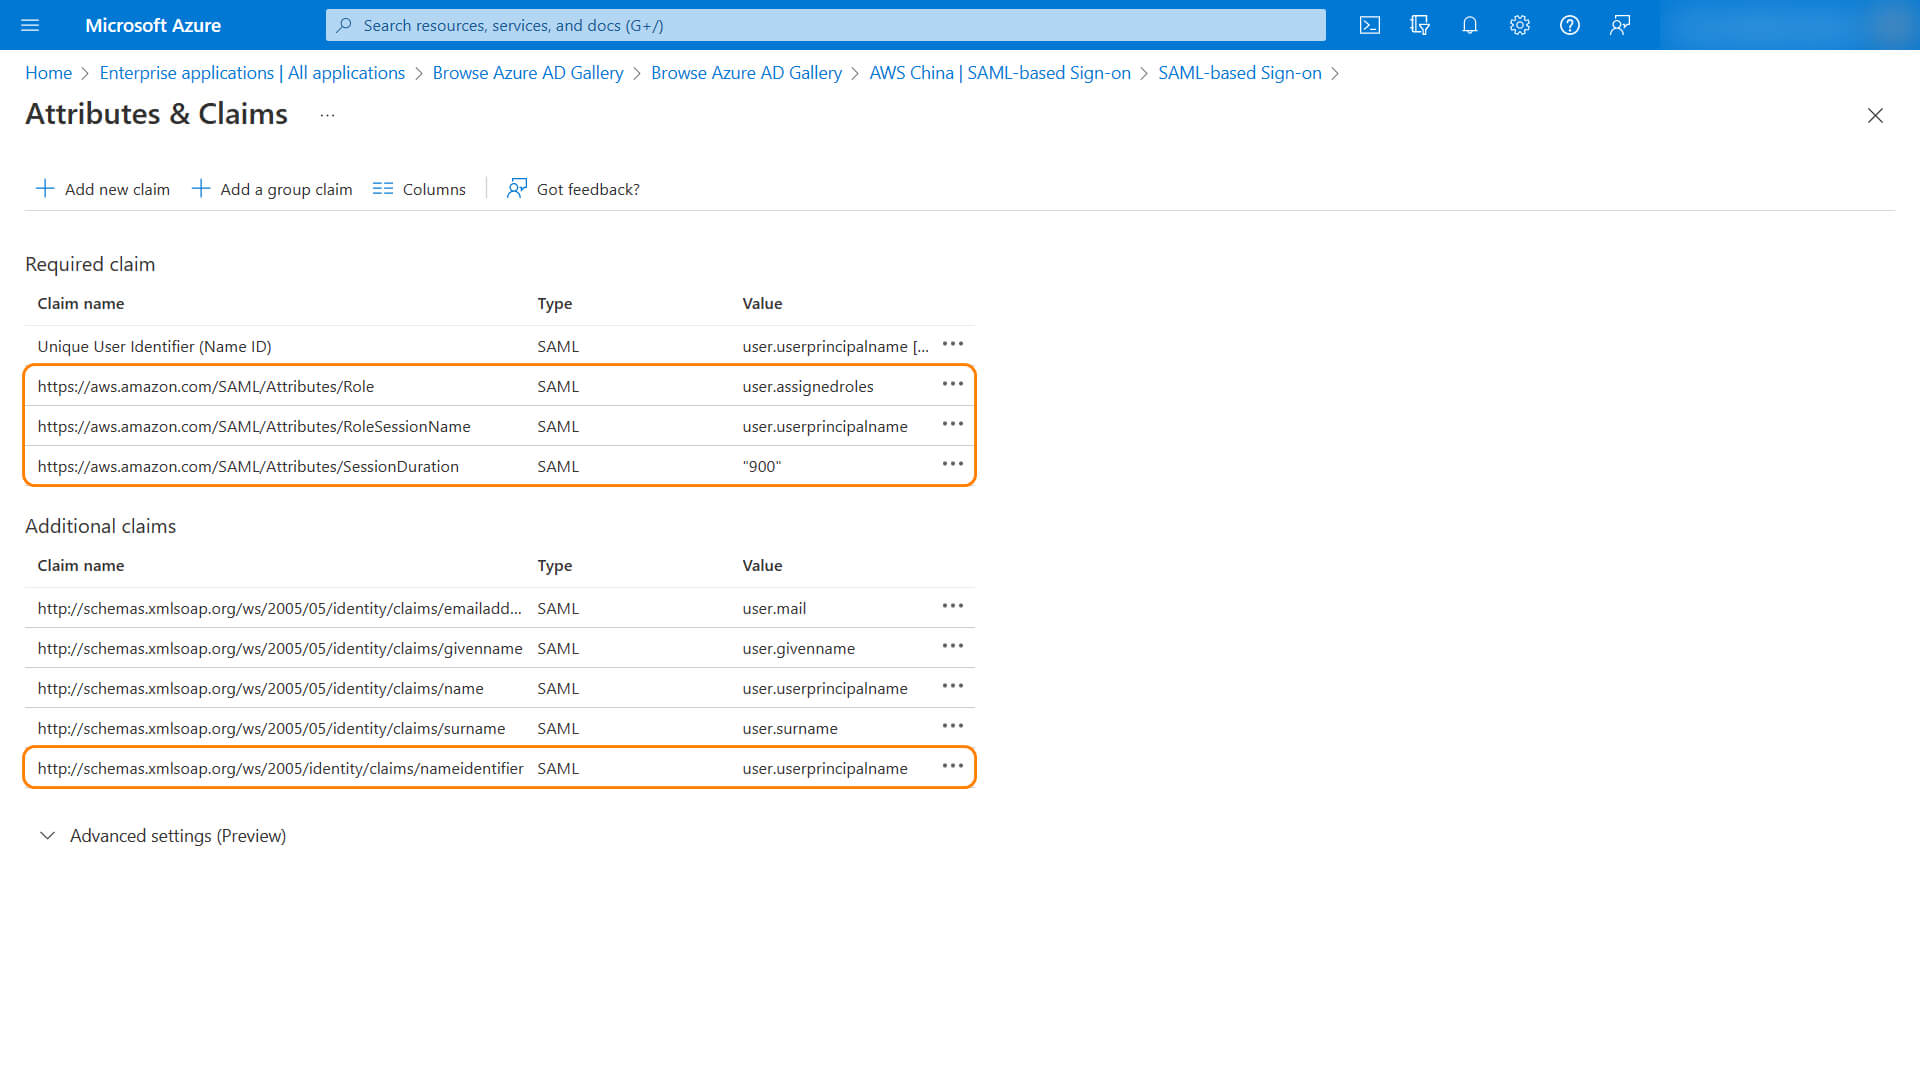 Microsoft Azure
Search resources, services, and docs (G+/)
Home > Enterprise applications | All applications > Browse Azure AD Gallery > Browse Azure AD Gallery > AWS China | SAML-based Sign-on > SAML-based Sign-on >
Attributes & Claims ...
Add new claim Add a group claim Columns Got feedback?
Required claim
Claim name Type Value
Unique User Identifier (Name ID) SAML user.userprincipalname [...
https://aws.amazon.com/SAML/Attributes/Role SAML user.assignedroles
https://aws.amazon.com/SAML/Attributes/RoleSessionName SAML user.userprincipalname
https://aws.amazon.com/SAML/Attributes/SessionDuration SAML "900"
Additional claims
Claim name Type Value
http://schemas.xmlsoap.org/ws/2005/05/identity/claims/emailadd... SAML user.mail
http://schemas.xmlsoap.org/ws/2005/05/identity/claims/givenname SAML user.givenname
http://schemas.xmlsoap.org/ws/2005/05/identity/claims/name SAML user.userprincipalname
http://schemas.xmlsoap.org/ws/2005/05/identity/claims/surname SAML user.surname
http://schemas.xmlsoap.org/ws/2005/identity/claims/nameidentifier SAML user.userprincipalname
Advanced settings (Preview)